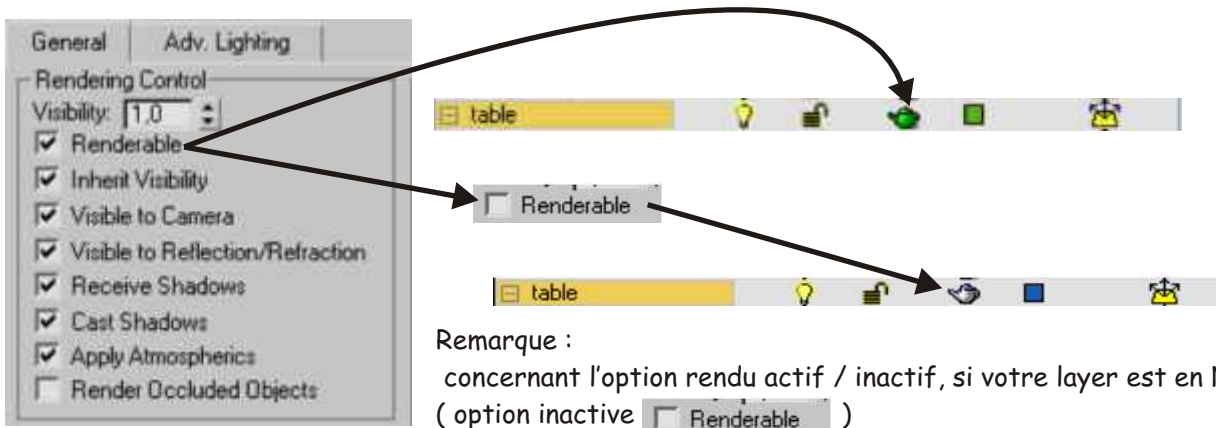 General Adv. Lighting
Rendering Control
Visibility: 1,0
Renderable
Inherit Visibility
Visible to Camera
Visible to Reflection/Refraction
Receive Shadows
Cast Shadows
Apply Atmospherics
Render Occluded Objects
table
Renderable
table
Remarque :
concernant l'option rendu actif / inactif, si votre layer est en
( option inactive Renderable )